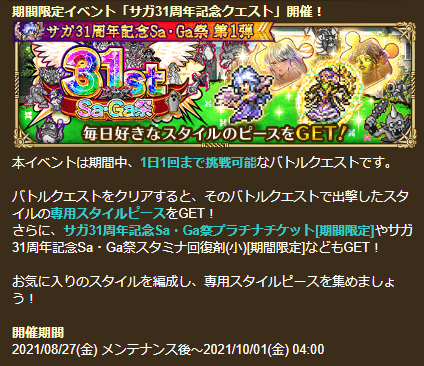 期間限定イベント「サガ31周年記念クエスト」開催！
サガ31周年記念Sa・Ga祭 第1弾
31st
Sa・Ga祭
毎日好きなスタイルのピースをGET!
本イベントは期間中、1日1回まで挑戦可能なバトルクエストです。
バトルクエストをクリアすると、そのバトルクエストで出撃したスタ
イルの専用スタイルピースをGET！
さらに、サガ31周年記念Sa・Ga祭プラチナチケット[期間限定]やサガ
31周年記念Sa・Ga祭スタミナ回復剤(小)[期間限定]などもGET！
お気に入りのスタイルを編成し、専用スタイルピースを集めましょ
う！
開催期間
2021/08/27(金) メンテナンス後～2021/10/01(金) 04:00